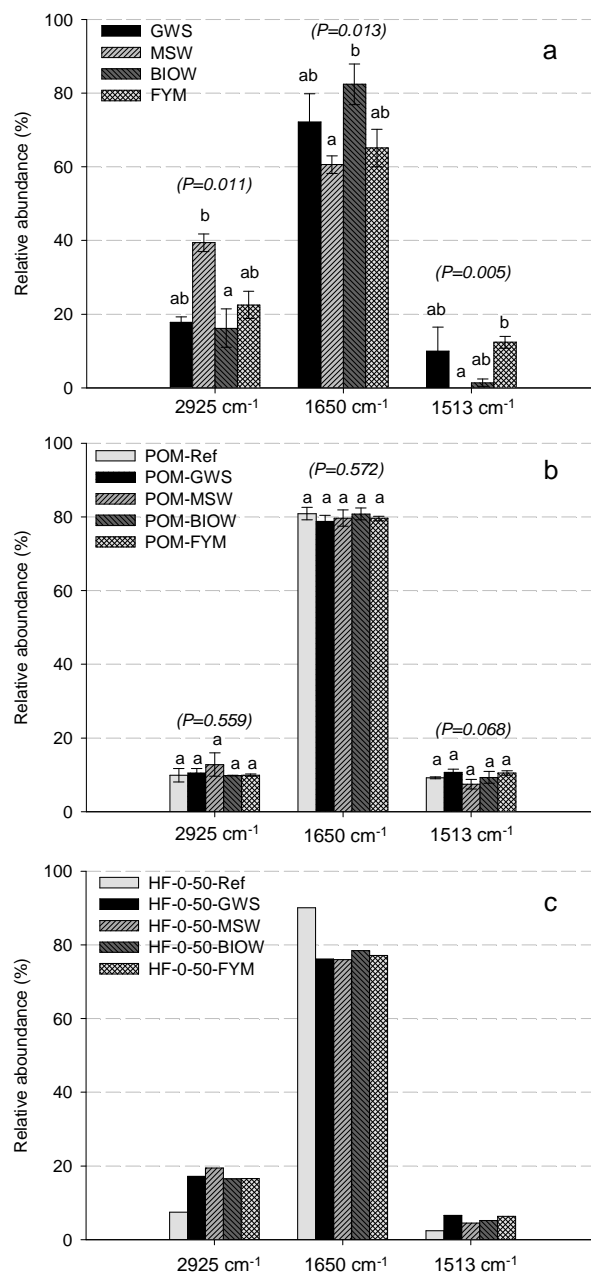 GWS
MSW
BIOW
FYM
a
(P=0.013)
(P=0.011)
(P=0.005)
ab b a ab
ab a b ab
ab a ab b
Relative abundance (%)
100
80
60
40
20
0
2925 cm-1 1650 cm-1 1513 cm-1
POM-Ref
POM-GWS
POM-MSW
POM-BIOW
POM-FYM
b
(P=0.572)
(P=0.559)
(P=0.068)
a a a a a
a a a a a
a a a a a
Relative aboundance (%)
100
80
60
40
20
0
2925 cm-1 1650 cm-1 1513 cm-1
HF-0-50-Ref
HF-0-50-GWS
HF-0-50-MSW
HF-0-50-BIOW
HF-0-50-FYM
c
Relative aboundance (%)
100
80
60
40
20
0
2925 cm-1 1650 cm-1 1513 cm-1